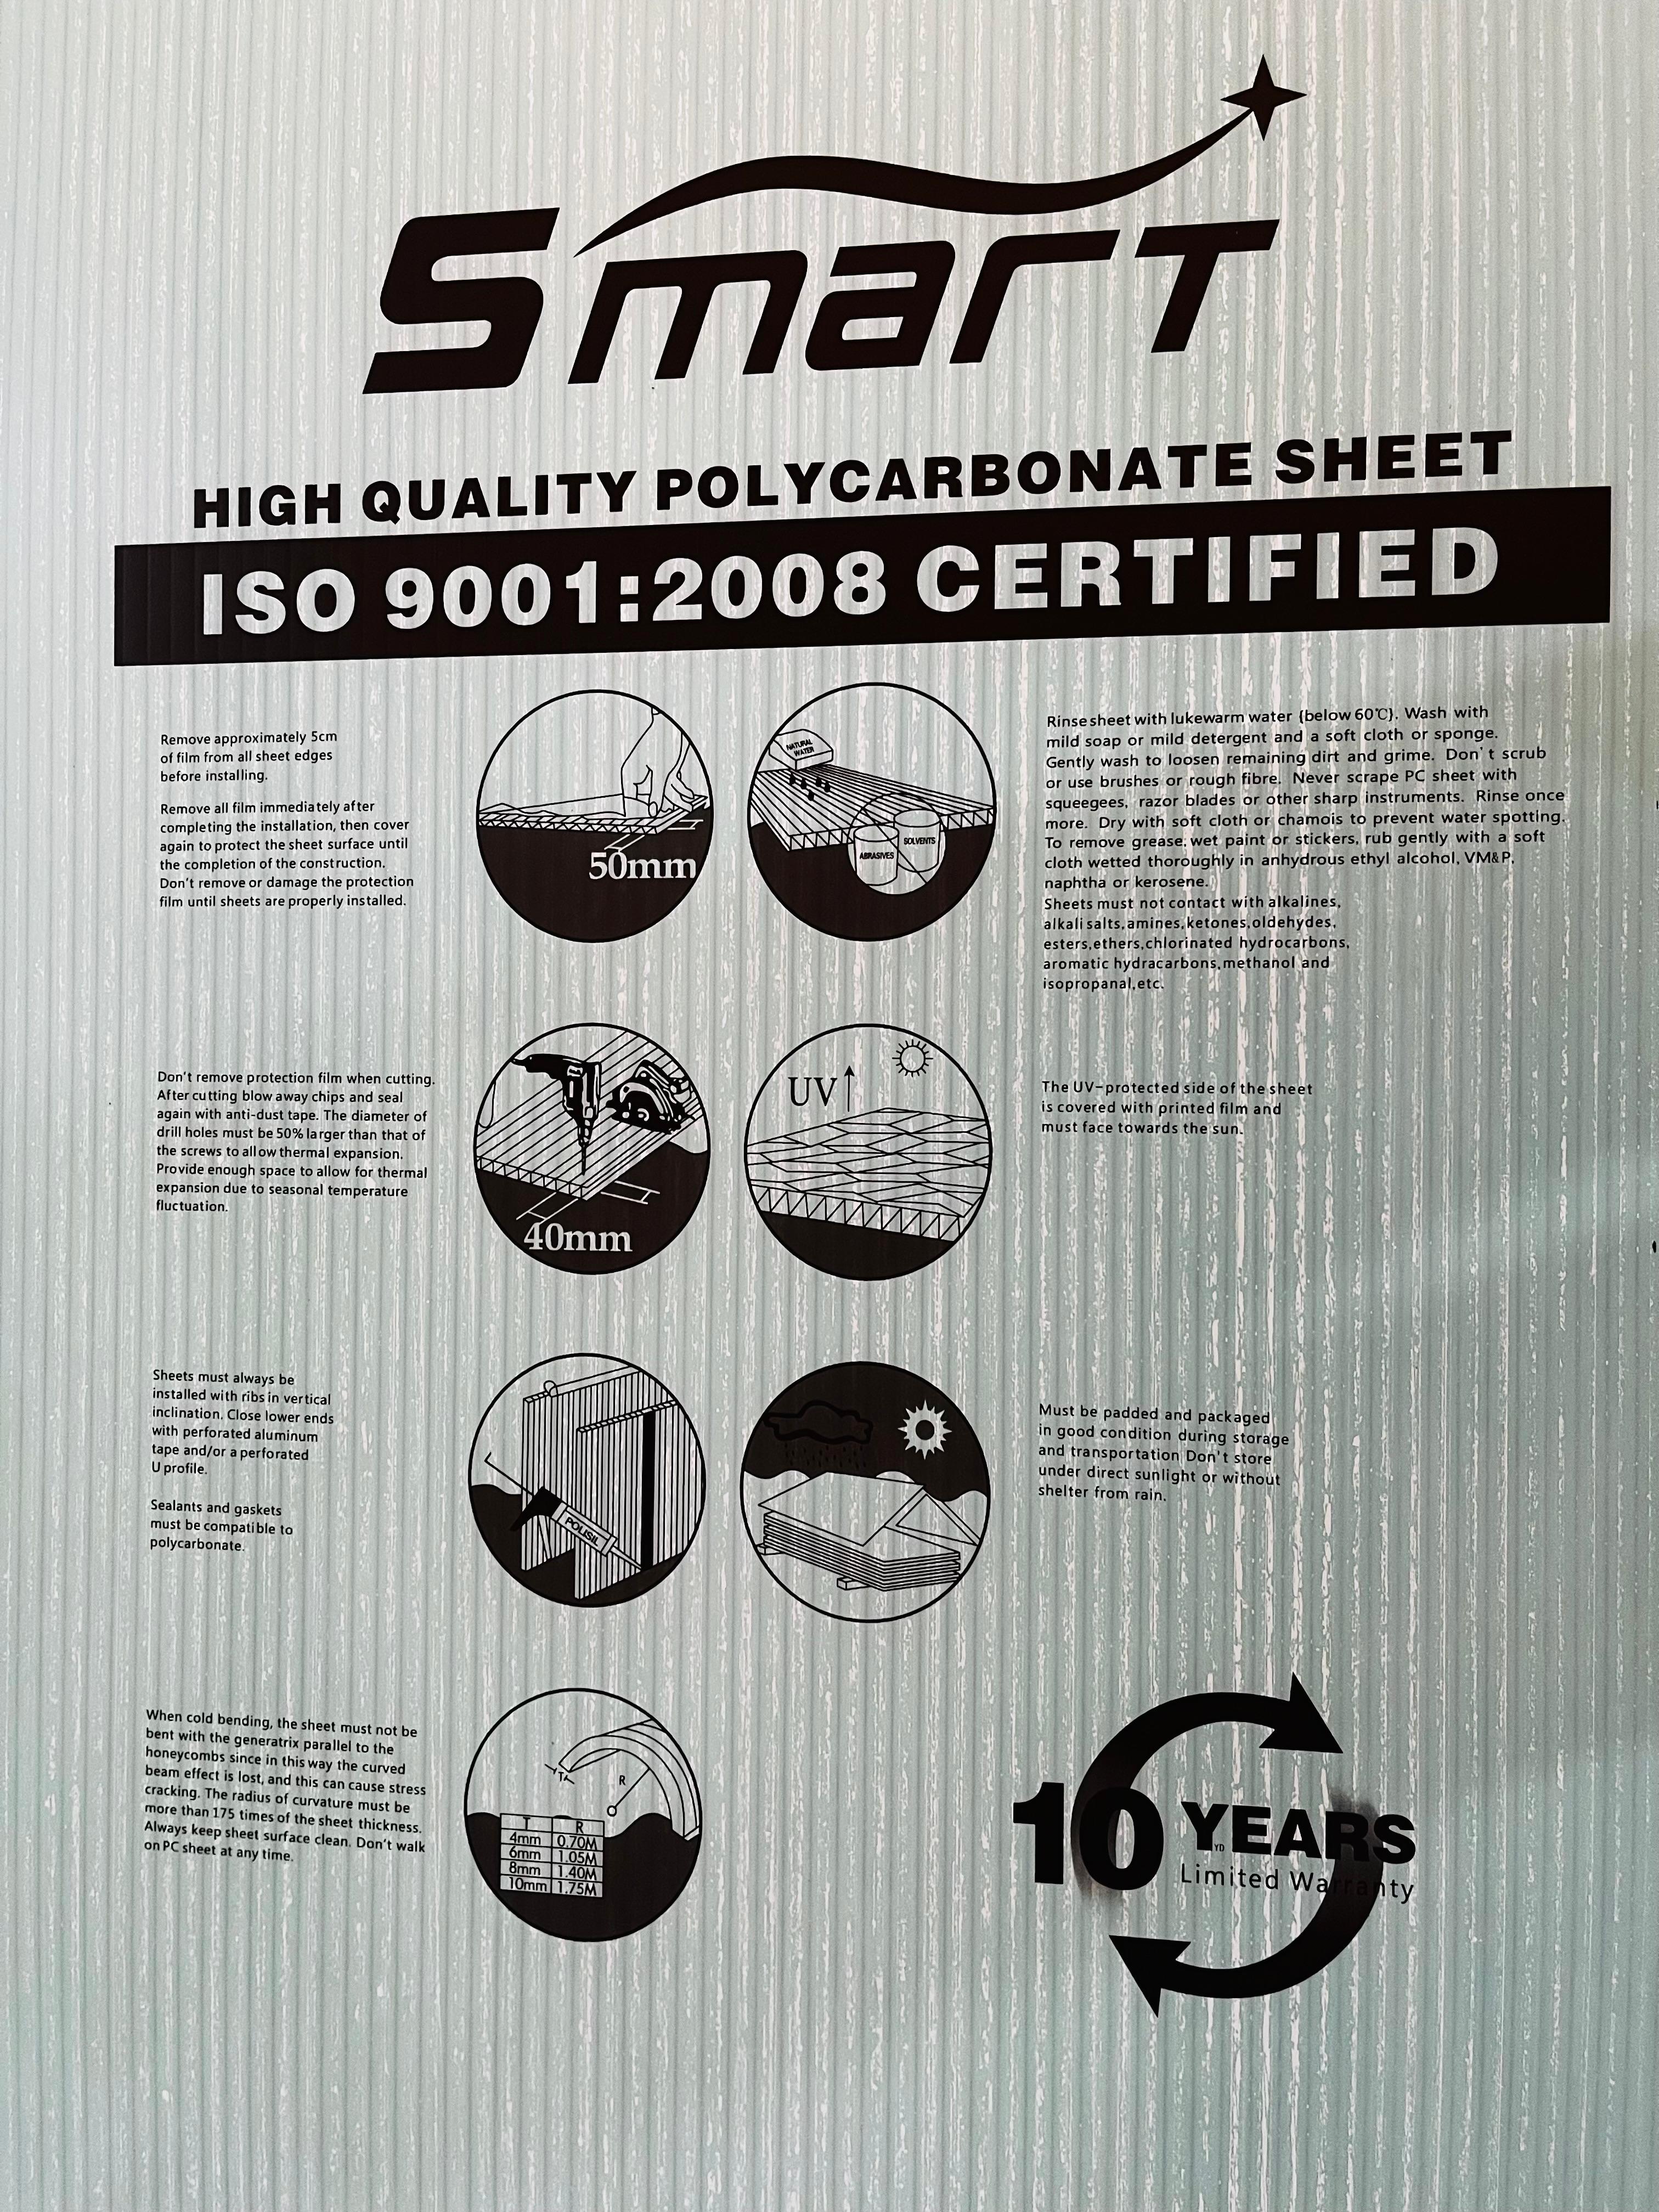 Smart
HIGH QUALITY POLYCARBONATE SHEET
ISO 9001:2008 CERTIFIED
Remove approximately 5cm
of film from all sheet edges
before installing.
Remove all film immediately after
completing the installation, then cover
again to protect the sheet surface until
the completion of the construction.
Don't remove or damage the protection
film until sheets are properly installed.
50mm
NATURAL
WATER
ABRASIVES
SOLVENTS
Rinse sheet with lukewarm water (below 60℃). Wash with
mild soap or mild detergent and a soft cloth or sponge.
Gently wash to loosen remaining dirt and grime. Don't scrub
or use brushes or rough fibre. Never scrape PC sheet with
squeegees, razor blades or other sharp instruments. Rinse once
more. Dry with soft cloth or chamois to prevent water spotting.
To remove grease, wet paint or stickers, rub gently with a soft
cloth wetted thoroughly in anhydrous ethyl alcohol, VM&P,
naphtha or kerosene.
Sheets must not contact with alkalines,
alkali salts,amines,ketones,oldehydes,
esters,ethers,chlorinated hydrocarbons,
aromatic hydracarbons,methanol and
isopropanal,etc.
Don't remove protection film when cutting.
After cutting blow away chips and seal
again with anti-dust tape. The diameter of
drill holes must be 50% larger than that of
the screws to allow thermal expansion.
Provide enough space to allow for thermal
expansion due to seasonal temperature
fluctuation.
40mm
UV
The UV-protected side of the sheet
is covered with printed film and
must face towards the sun.
Sheets must always be
installed with ribs in vertical
inclination. Close lower ends
with perforated aluminum
tape and/or a perforated
U profile.
Sealants and gaskets
must be compatible to
polycarbonate.
POLISIL
Must be padded and packaged
in good condition during storage
and transportation Don't store
under direct sunlight or without
shelter from rain.
When cold bending, the sheet must not be
bent with the generatrix parallel to the
honeycombs since in this way the curved
beam effect is lost, and this can cause stress
cracking. The radius of curvature must be
more than 175 times of the sheet thickness.
Always keep sheet surface clean. Don't walk
on PC sheet at any time.
T
R
T R
4mm 0.70M
6mm 1.05M
8mm 1.40M
10mm 1.75M
10 YEARS
YD
Limited Warranty